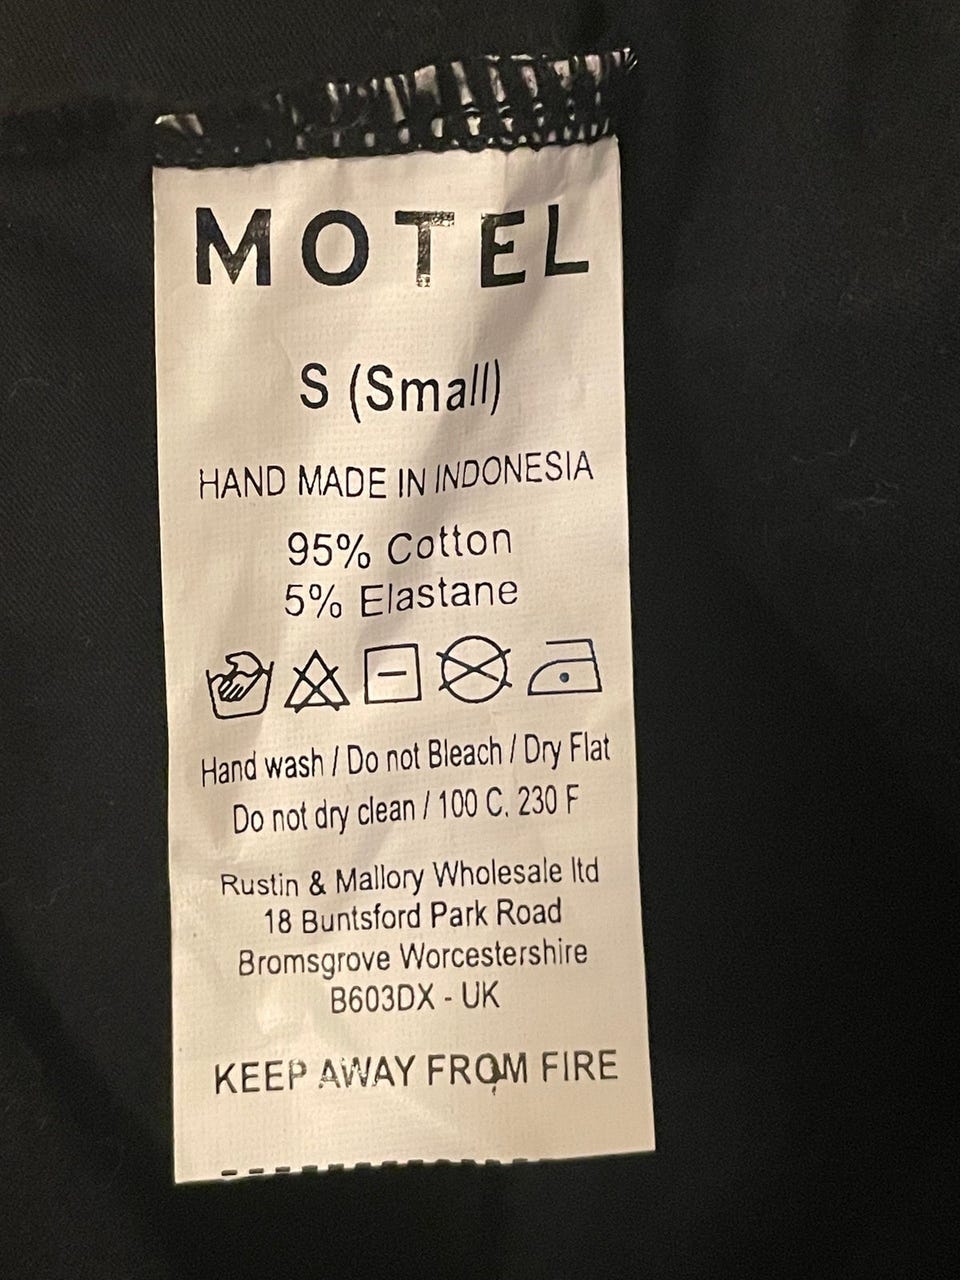 MOTEL
S (Small)
HAND MADE IN INDONESIA
95% Cotton
5% Elastane
Hand wash / Do not Bleach / Dry Flat
Do not dry clean / 100 C, 230 F
Rustin & Mallory Wholesale ltd
18 Buntsford Park Road
Bromsgrove Worcestershire
B603DX - UK
KEEP AWAY FROM FIRE